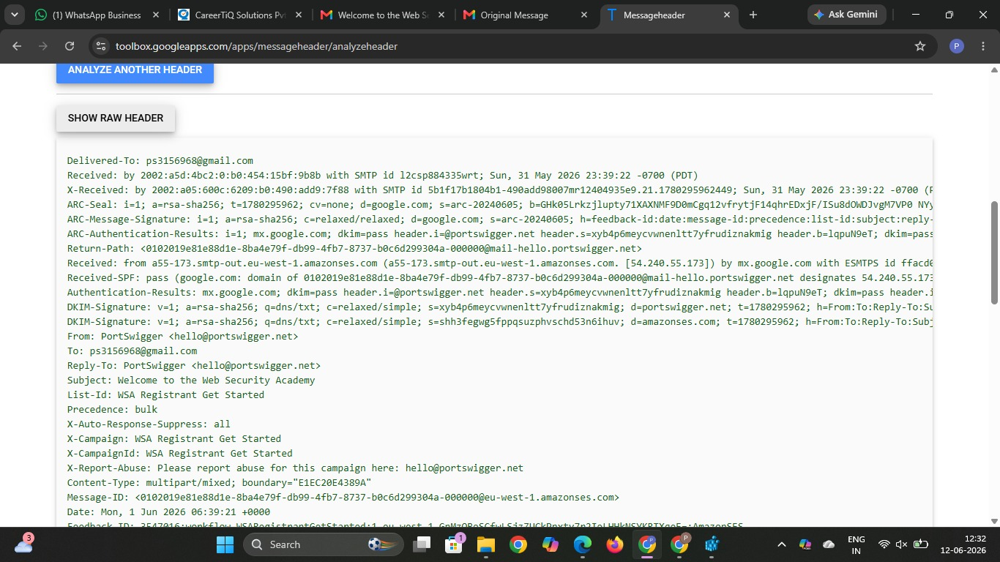 (1) WhatsApp Business
CareerTiQ Solutions Pv
Welcome to the Web S
Original Message
Messageheader
Ask Gemini
toolbox.googleapps.com/apps/messageheader/analyzeheader
P
ANALYZE ANOTHER HEADER
SHOW RAW HEADER
Delivered-To: ps3156968@gmail.com
Received: by 2002:a5d:4bc2:0:b0:454:15bf:9b8b with SMTP id l2csp884335wrt; Sun, 31 May 2026 23:39:22 -0700 (PDT)
X-Received: by 2002:a05:600c:6209:b0:490:add9:7f88 with SMTP id 5b1f17b1804b1-490add98007mr12404935e9.21.1780295962449; Sun, 31 May 2026 23:39:22 -0700 (P
ARC-Seal: i=1; a=rsa-sha256; t=1780295962; cv=none; d=google.com; s=arc-20240605; b=GHk05Lrkzjlupty71XAXNMF9D0mCgq12vfrytjF14qhrEDxjF/ISu8dOWDJvgM7VP0 NYy
ARC-Message-Signature: i=1; a=rsa-sha256; c=relaxed/relaxed; d=google.com; s=arc-20240605; h=feedback-id:date:message-id:precedence:list-id:subject:reply-
ARC-Authentication-Results: i=1; mx.google.com; dkim=pass header.i=@portswigger.net header.s=xyb4p6meycvwnenltt7yfrudiznakmig header.b=lqpuN9eT; dkim=pass
Return-Path: <0102019e81e88d1e-8ba4e79f-db99-4fb7-8737-b0c6d299304a-000000@mail-hello.portswigger.net>
Received: from a55-173.smtp-out.eu-west-1.amazonses.com (a55-173.smtp-out.eu-west-1.amazonses.com. [54.240.55.173]) by mx.google.com with ESMTPS id ffacd0
Received-SPF: pass (google.com: domain of 0102019e81e88d1e-8ba4e79f-db99-4fb7-8737-b0c6d299304a-000000@mail-hello.portswigger.net designates 54.240.55.173
Authentication-Results: mx.google.com; dkim=pass header.i=@portswigger.net header.s=xyb4p6meycvwnenltt7yfrudiznakmig header.b=lqpuN9eT; dkim=pass header.i
DKIM-Signature: v=1; a=rsa-sha256; q=dns/txt; c=relaxed/simple; s=xyb4p6meycvwnenltt7yfrudiznakmig; d=portswigger.net; t=1780295962; h=From:To:Reply-To:Su
DKIM-Signature: v=1; a=rsa-sha256; q=dns/txt; c=relaxed/simple; s=shh3fegwg5fppqsuzphvschd53n6ihuv; d=amazonses.com; t=1780295962; h=From:To:Reply-To:Subj
From: PortSwigger <hello@portswigger.net>
To: ps3156968@gmail.com
Reply-To: PortSwigger <hello@portswigger.net>
Subject: Welcome to the Web Security Academy
List-Id: WSA Registrant Get Started
Precedence: bulk
X-Auto-Response-Suppress: all
X-Campaign: WSA Registrant Get Started
X-CampaignId: WSA Registrant Get Started
X-Report-Abuse: Please report abuse for this campaign here: hello@portswigger.net
Content-Type: multipart/mixed; boundary="E1EC20E4389A"
Message-ID: <0102019e81e88d1e-8ba4e79f-db99-4fb7-8737-b0c6d299304a-000000@eu-west-1.amazonses.com>
Date: Mon, 1 Jun 2026 06:39:21 +0000
3
Search
1
P
ENG
IN
12:32
12-06-2026